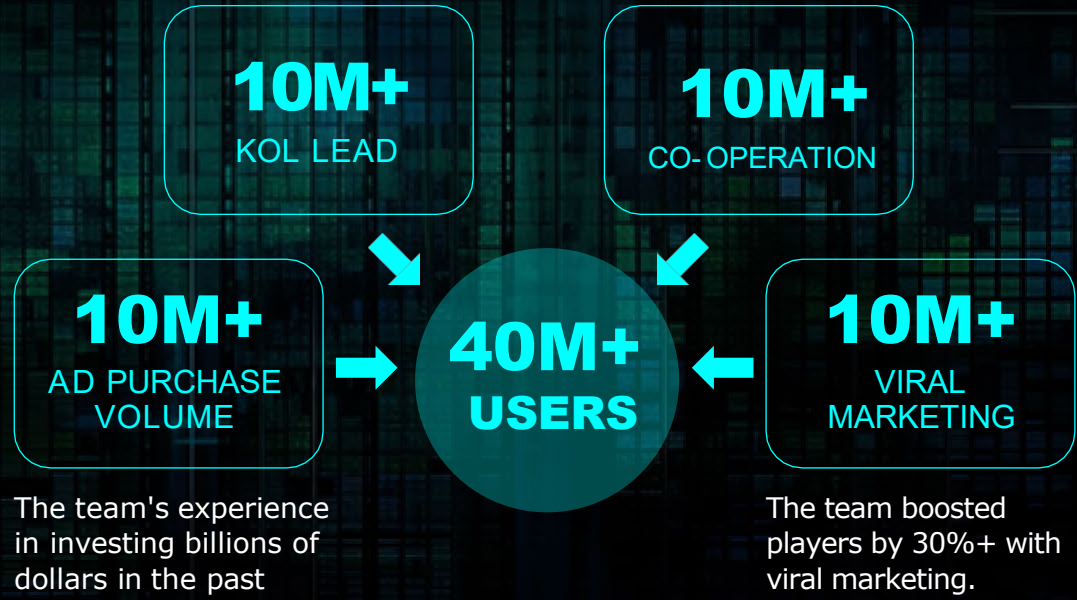 10M+
KOL LEAD
10M+
CO-OPERATION
10M+
AD PURCHASE
VOLUME
40M+
USERS
10M+
VIRAL
MARKETING
The team's experience
in investing billions of
dollars in the past
The team boosted
players by 30%+ with
viral marketing.